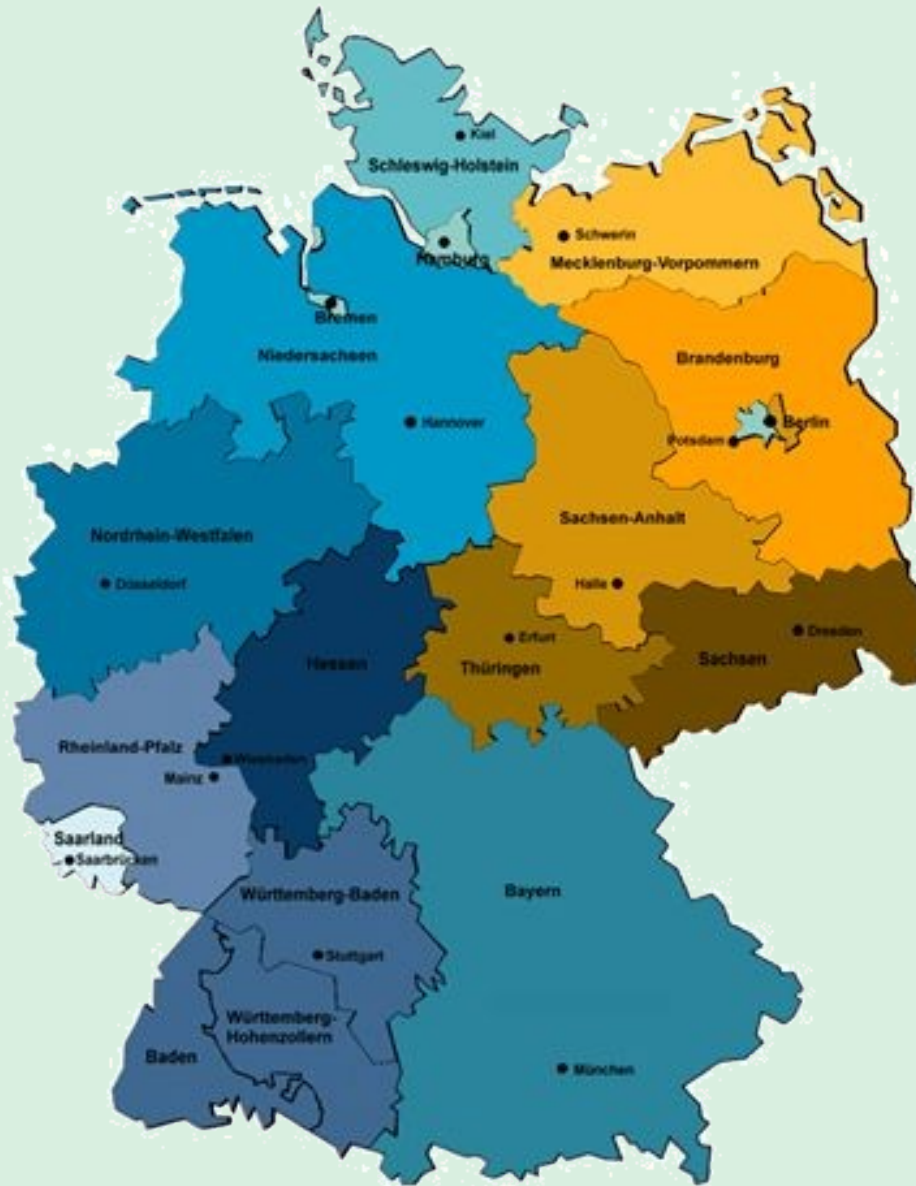 Kiel
Schleswig-Holstein
Schwerin
Hamburg
Mecklenburg-Vorpommern
Bremen
Niedersachsen
Brandenburg
Hannover
Berlin
Potsdam
Sachsen-Anhalt
Nordrhein-Westfalen
Düsseldorf
Halle
Erfurt
Dresden
Hessen
Thüringen
Sachsen
Rheinland-Pfalz
Wiesbaden
Mainz
Saarland
Saarbrücken
Württemberg-Baden
Bayern
Stuttgart
Württemberg-
Hohenzollern
Baden
München